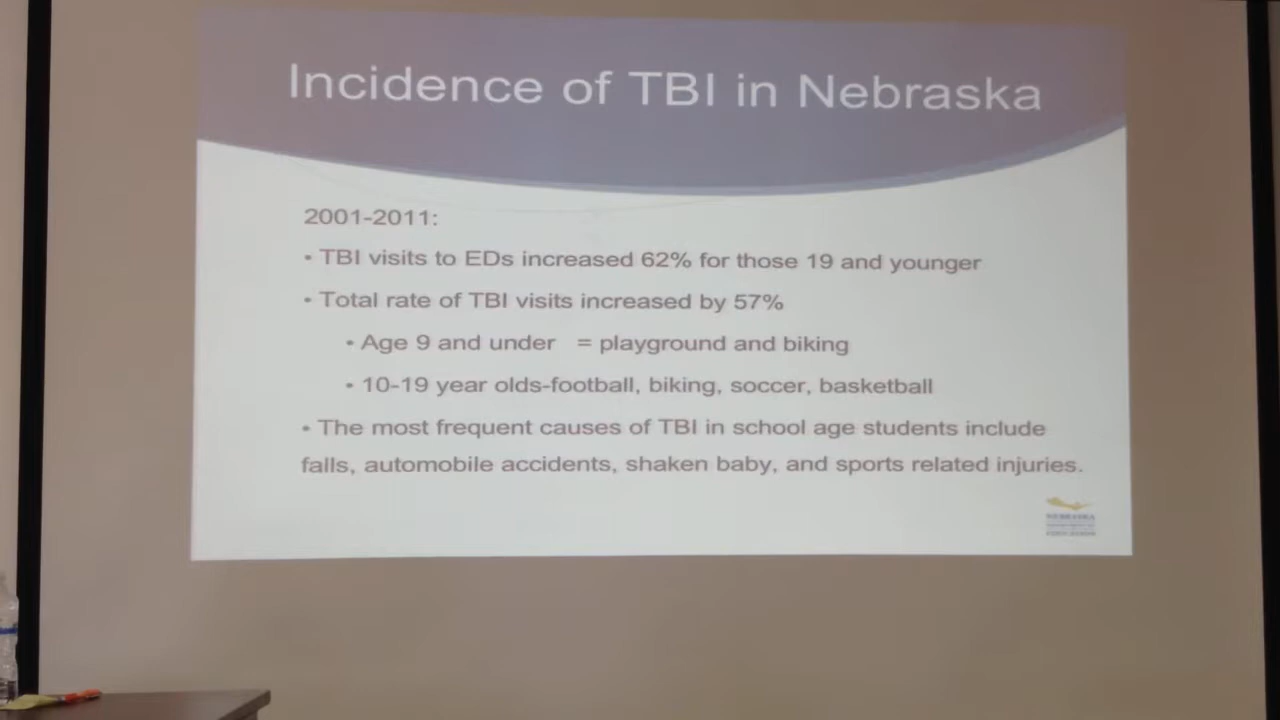 Incidence of TBI in Nebraska
2001-2011:
• TBI visits to EDs increased 62% for those 19 and younger
• Total rate of TBI visits increased by 57%
• Age 9 and under = playground and biking
• 10-19 year olds-football, biking, soccer, basketball
• The most frequent causes of TBI in school age students include
falls, automobile accidents, shaken baby, and sports related injuries.
NEBRASKA